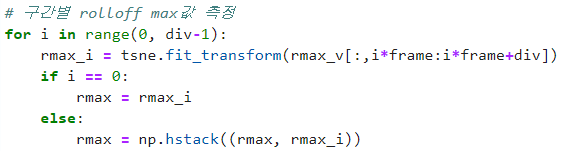 # 구간별 rolloff max값 측정
for i in range(0, div-1):
    rmax_i = tsne.fit_transform(rmax_v[:,i*frame:i*frame+div])
    if i == 0:
        rmax = rmax_i
    else:
        rmax = np.hstack((rmax, rmax_i))